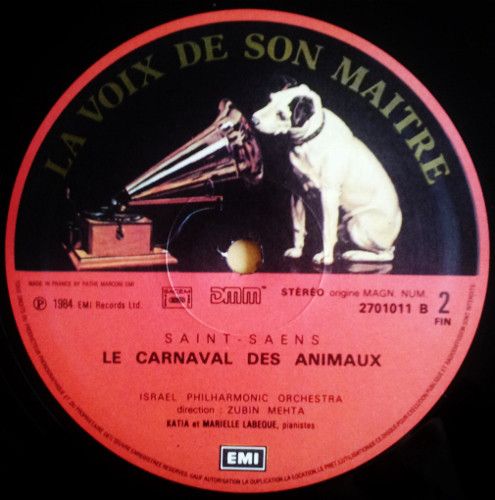 LA VOIX DE SON MAITRE
MADE IN FRANCE BY PATHE MARCONI EMI
℗ 1984 EMI Records Ltd.
SACEM
DMM
STÉRÉO origine MAGN. NUM.
2701011 B
2
FIN
SAINT-SAENS
LE CARNAVAL DES ANIMAUX
ISRAEL PHILHARMONIC ORCHESTRA
direction : ZUBIN MEHTA
KATIA et MARIELLE LABEQUE, pianistes
EMI